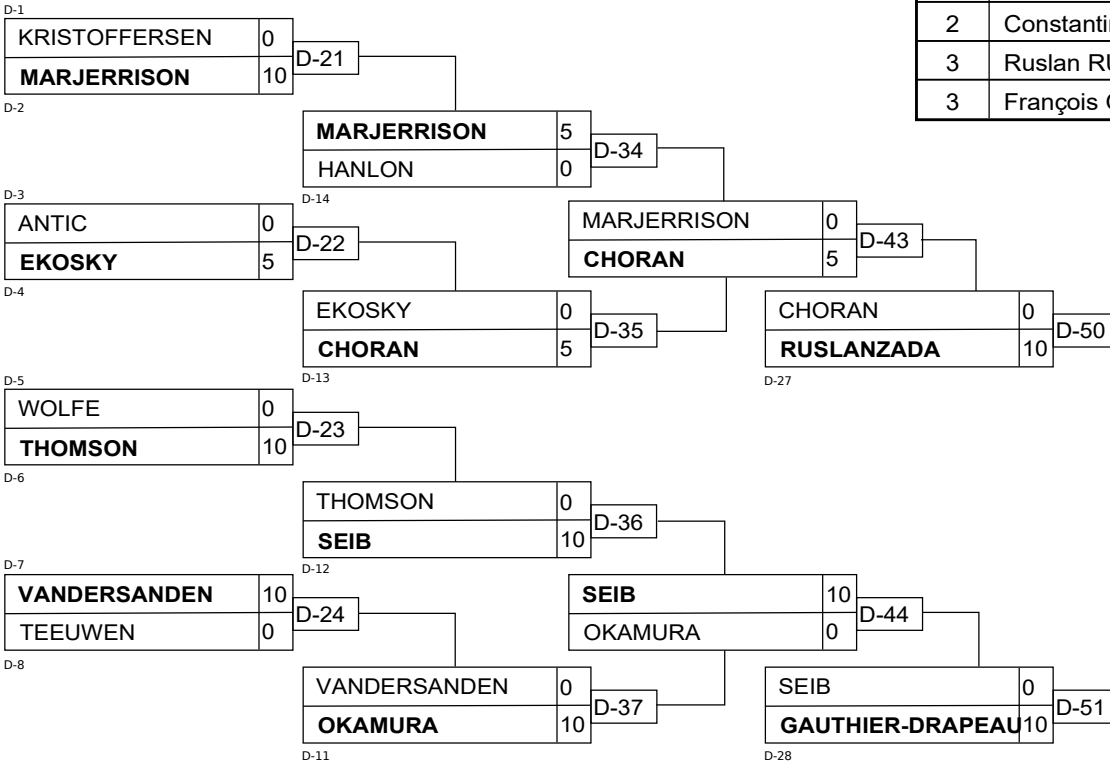 D-1
KRISTOFFERSEN 0
MARJERRISON 10
D-21
D-2
D-3
ANTIC 0
EKOSKY 5
D-22
D-4
D-5
WOLFE 0
THOMSON 10
D-23
D-6
D-7
VANDERSANDEN 10
TEEUWEN 0
D-24
D-8
MARJERRISON 5
HANLON 0
D-34
D-14
EKOSKY 0
CHORAN 5
D-35
D-13
THOMSON 0
SEIB 10
D-36
D-12
VANDERSANDEN 0
OKAMURA 10
D-37
D-11
MARJERRISON 0
CHORAN 5
D-43
SEIB 10
OKAMURA 0
D-44
CHORAN 0
RUSLANZADA 10
D-50
D-27
SEIB 0
GAUTHIER-DRAPEAU 10
D-51
D-28
2
3 Ruslan
3 François